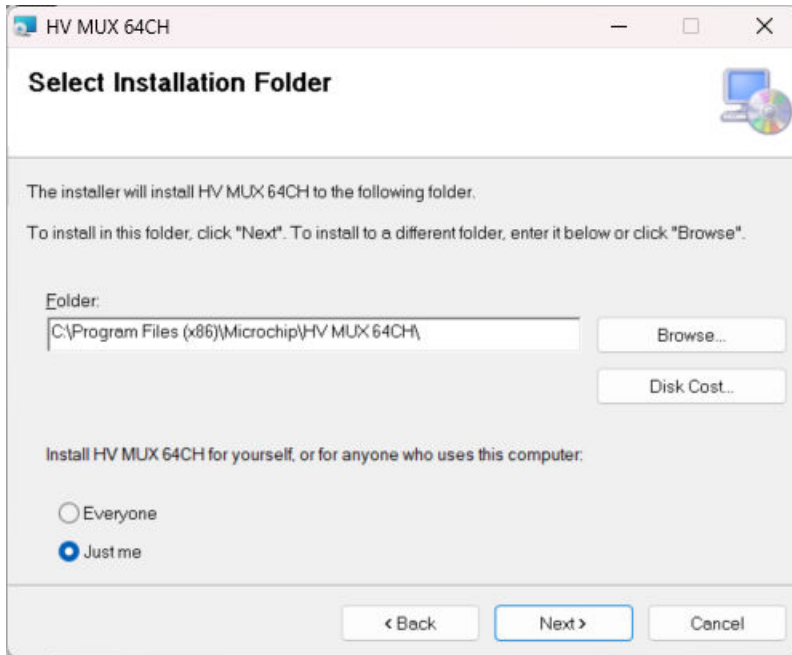 HV MUX 64CH
Select Installation Folder
The installer will install HV MUX 64CH to the following folder.
To install in this folder, click "Next". To install to a different folder, enter it below or click "Browse".
Folder:
C:\Program Files (x86)\Microchip\HV MUX 64CH\
Browse...
Disk Cost...
Install HV MUX 64CH for yourself, or for anyone who uses this computer:
Everyone
Just me
< Back
Next >
Cancel